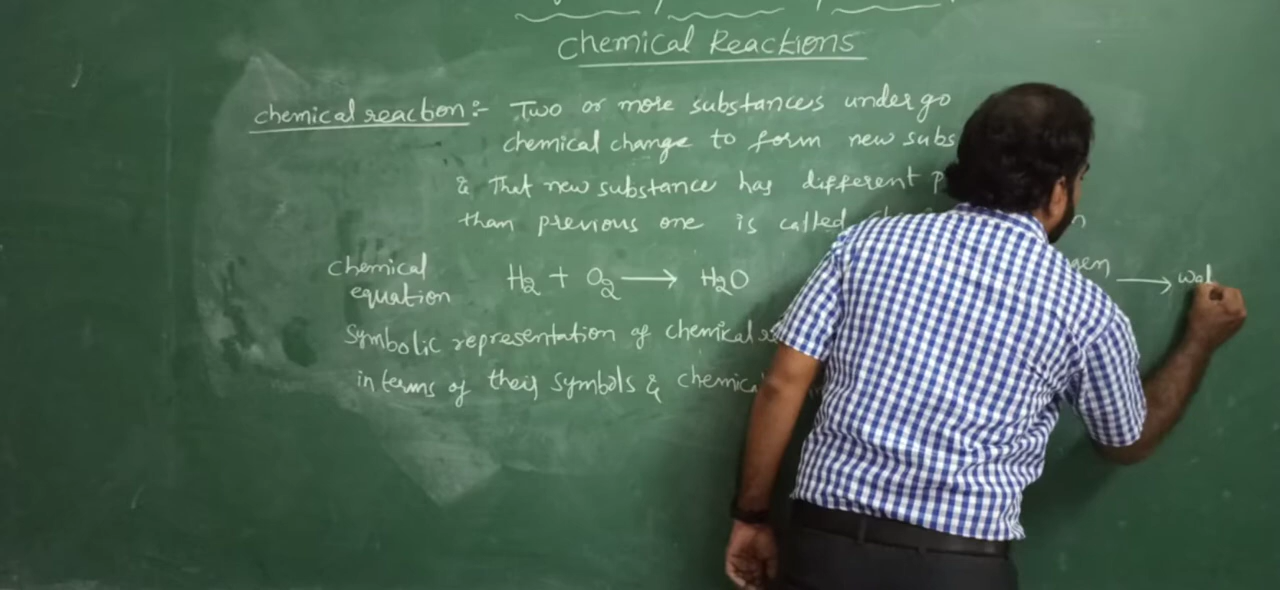 Chemical Reactions
chemical reaction :- Two or more substances undergo
chemical change to form new subs
& That new substance has different p
than previous one is called
chemical equation H2 + O2 → H2O gen → wat
Symbolic representation of chemical
in terms of their symbols & chemica